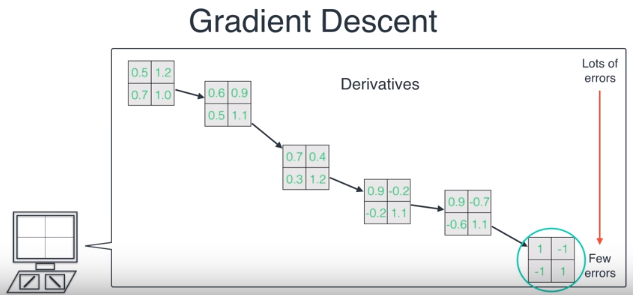 Gradient Descent
Lots of
errors
Derivatives
0.5 1.2
0.7 1.0
0.6 0.9
0.5 1.1
0.7 0.4
0.3 1.2
0.9 -0.2
-0.2 1.1
0.9 -0.7
-0.6 1.1
1 -1
-1 1
Few
errors